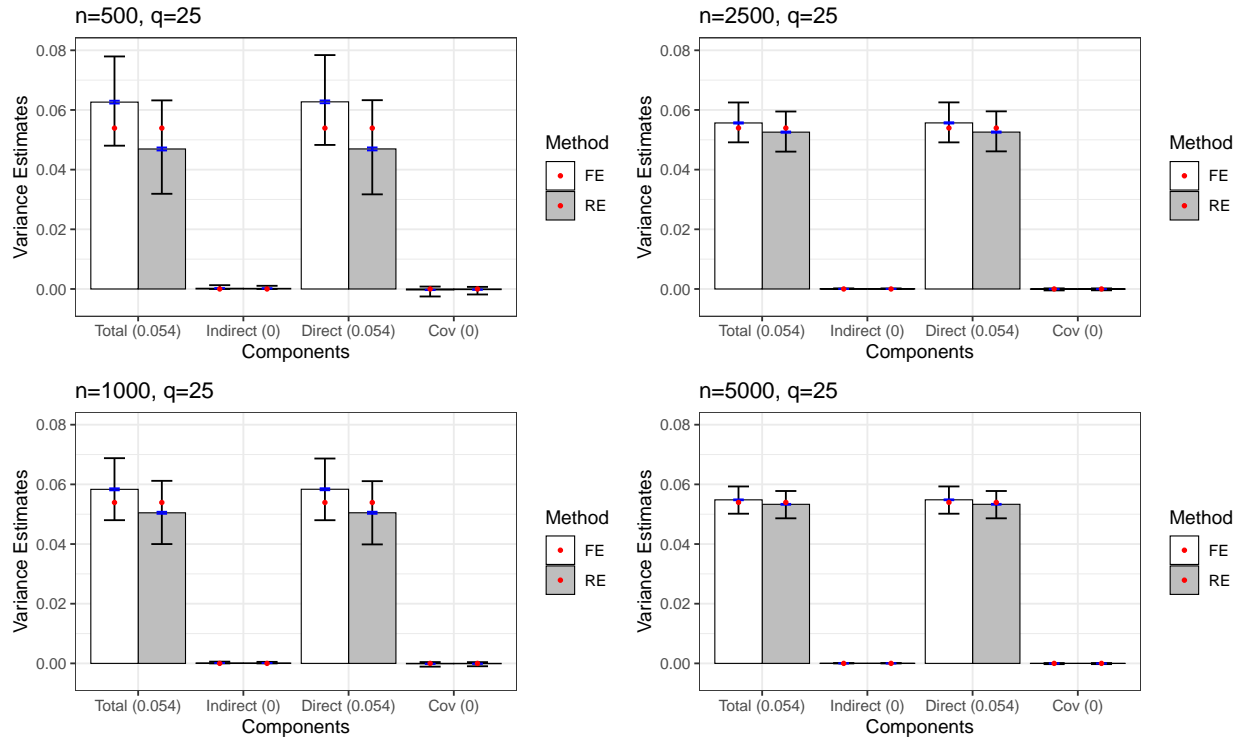 n=500, q=25
0.08
0.06
0.04
0.02
0.00
Variance Estimates
Total (0.054) Indirect (0) Direct (0.054) Cov (0)
Components
Method
FE
RE
n=2500, q=25
0.08
0.06
0.04
0.02
0.00
Variance Estimates
Total (0.054) Indirect (0) Direct (0.054) Cov (0)
Components
Method
FE
RE
n=1000, q=25
0.08
0.06
0.04
0.02
0.00
Variance Estimates
Total (0.054) Indirect (0) Direct (0.054) Cov (0)
Components
Method
FE
RE
n=5000, q=25
0.08
0.06
0.04
0.02
0.00
Variance Estimates
Total (0.054) Indirect (0) Direct (0.054) Cov (0)
Components
Method
FE
RE